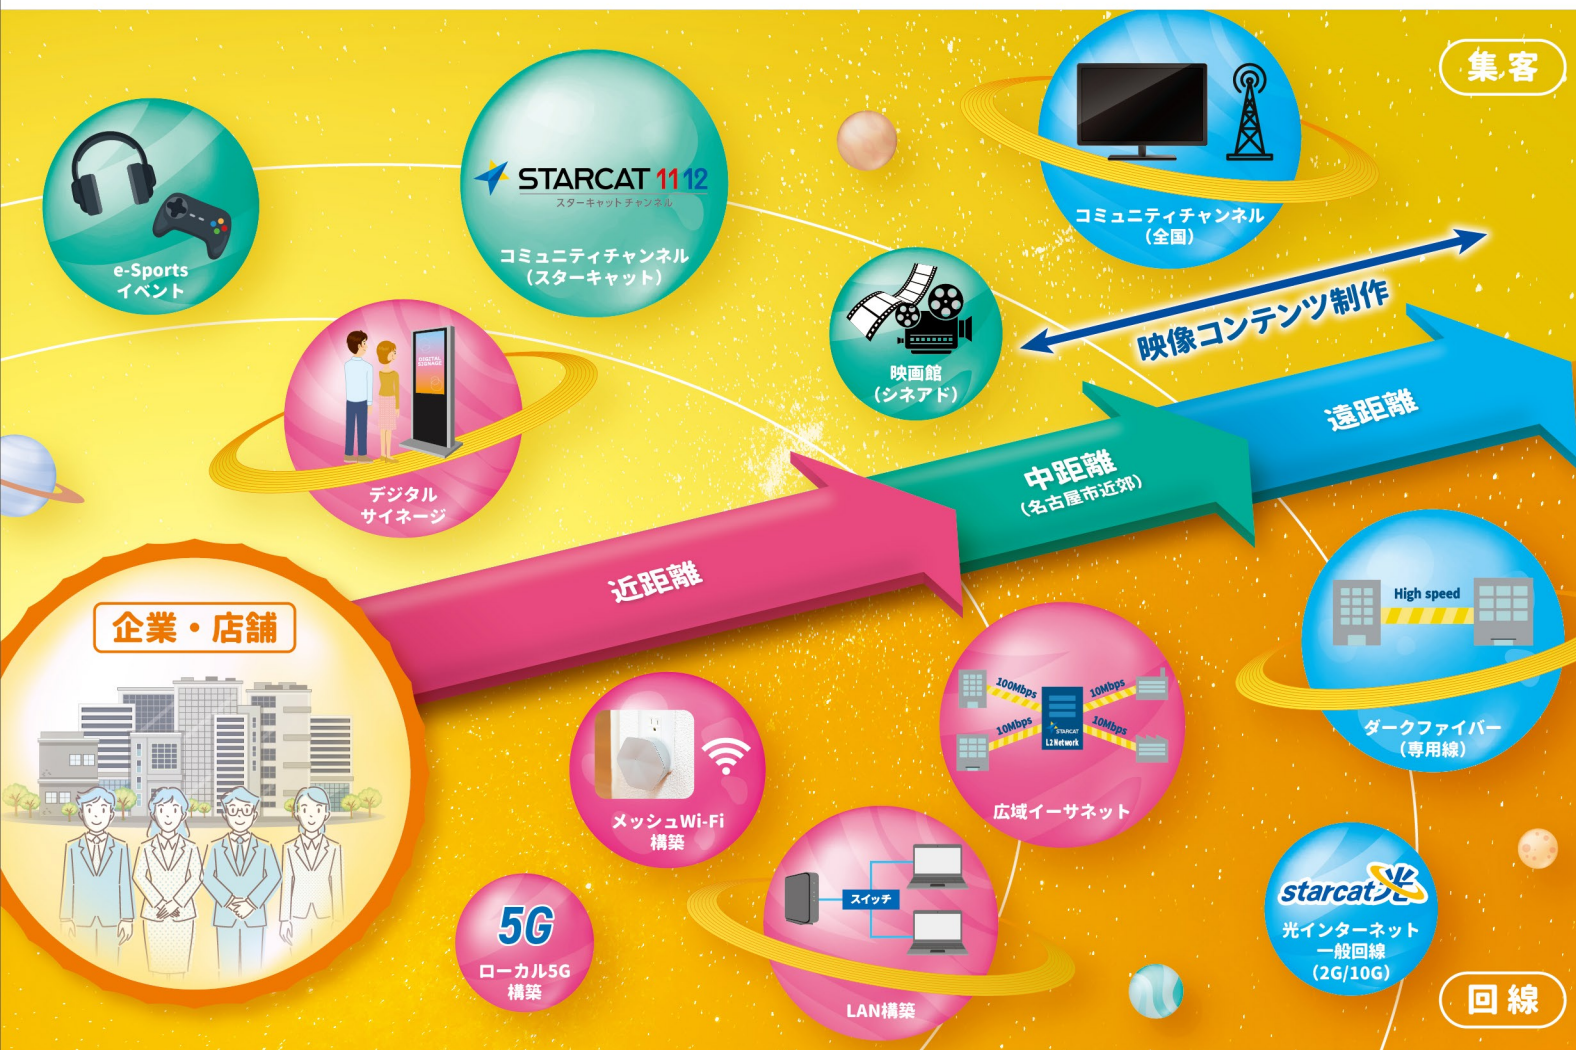 集客
STARCAT 11 12
スターキャットチャンネル
コミュニティチャンネル
（スターキャット）
コミュニティチャンネル
（全国）
e-Sports
イベント
映像コンテンツ制作
映画館
（シネアド）
DIGITAL
SIGNAGE
デジタル
サイネージ
遠距離
中距離
（名古屋市近郊）
近距離
企業・店舗
High speed
ダークファイバー
（専用線）
100Mbps
10Mbps
10Mbps
10Mbps
STARCAT
L2 Network
広域イーサネット
メッシュWi-Fi
構築
スイッチ
LAN構築
5G
ローカル5G
構築
starcat光
光インターネット
一般回線
（2G/10G）
回線